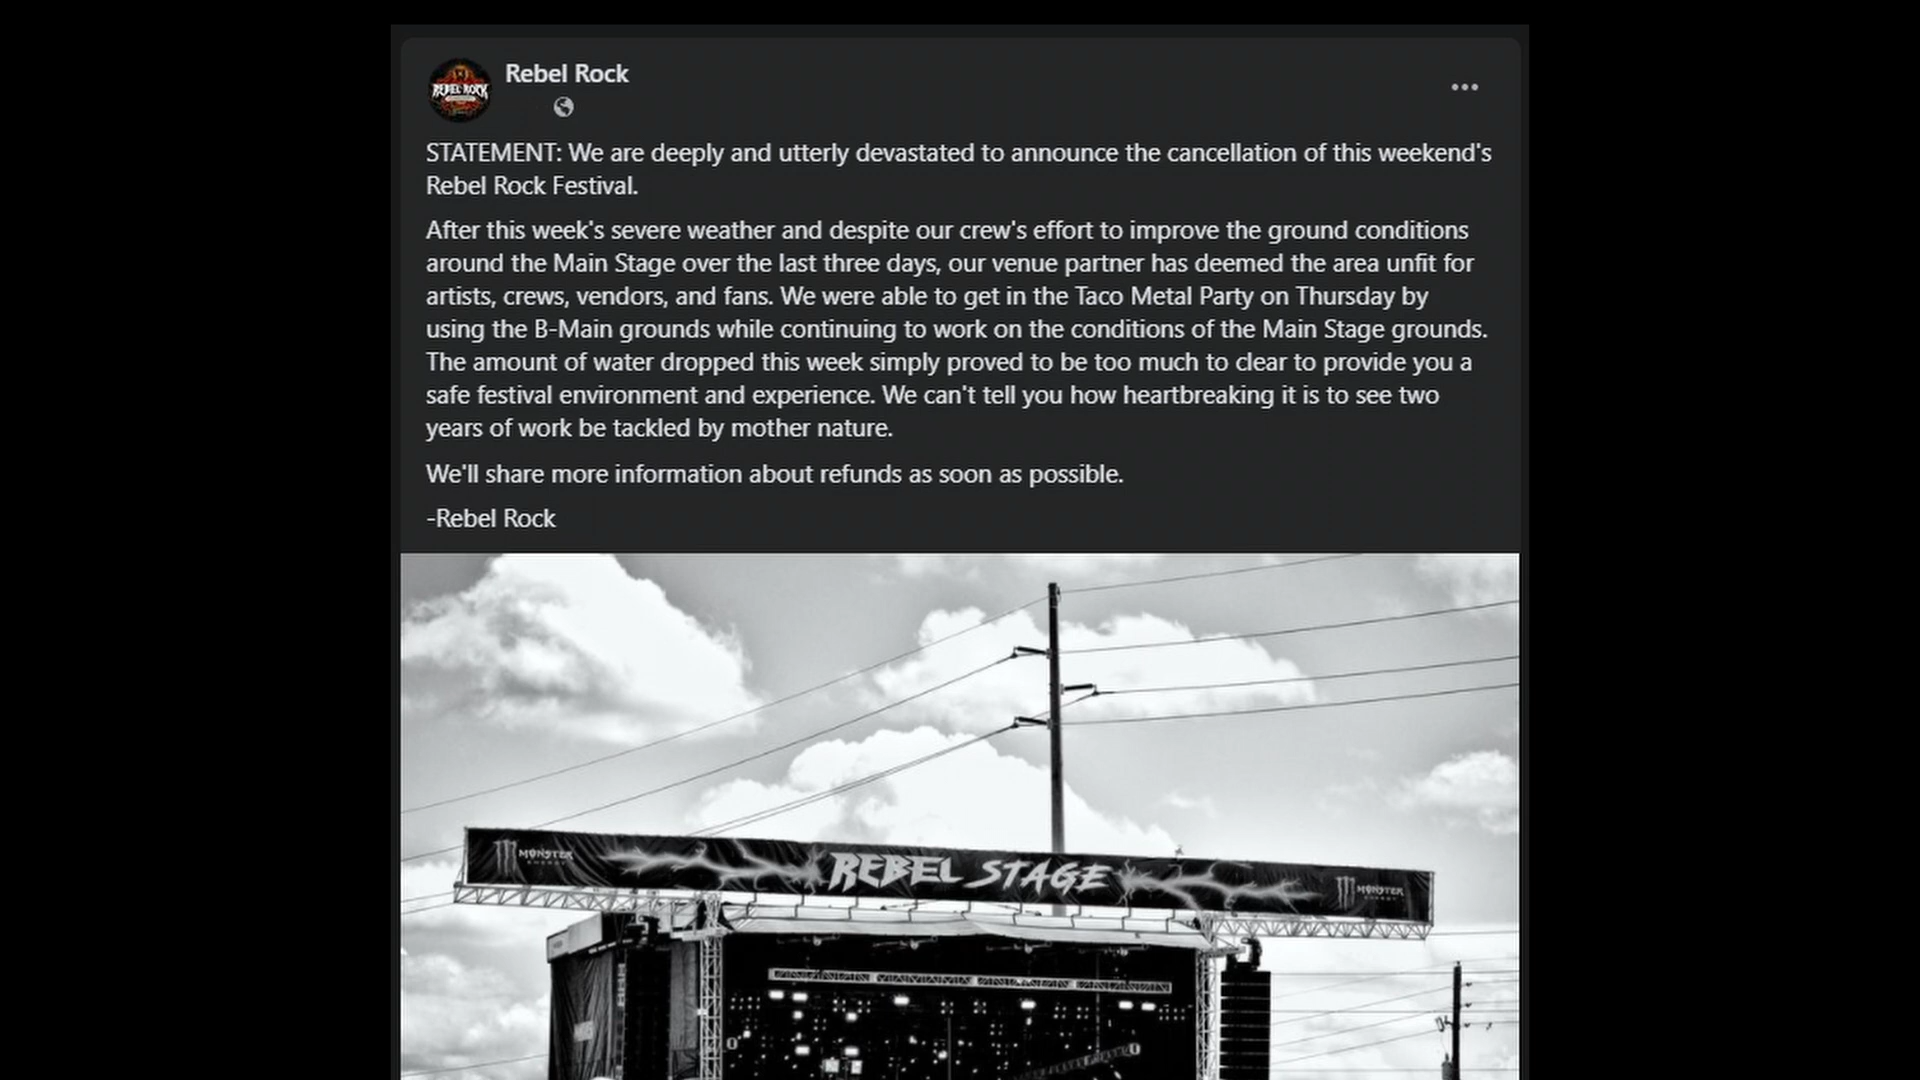 REBEL ROCK
Rebel Rock
STATEMENT: We are deeply and utterly devastated to announce the cancellation of this weekend's
Rebel Rock Festival.
After this week's severe weather and despite our crew's effort to improve the ground conditions
around the Main Stage over the last three days, our venue partner has deemed the area unfit for
artists, crews, vendors, and fans. We were able to get in the Taco Metal Party on Thursday by
using the B-Main grounds while continuing to work on the conditions of the Main Stage grounds.
The amount of water dropped this week simply proved to be too much to clear to provide you a
safe festival environment and experience. We can't tell you how heartbreaking it is to see two
years of work be tackled by mother nature.
We'll share more information about refunds as soon as possible.
-Rebel Rock
MONSTER
ENERGY
REBEL STAGE
MONSTER
ENERGY